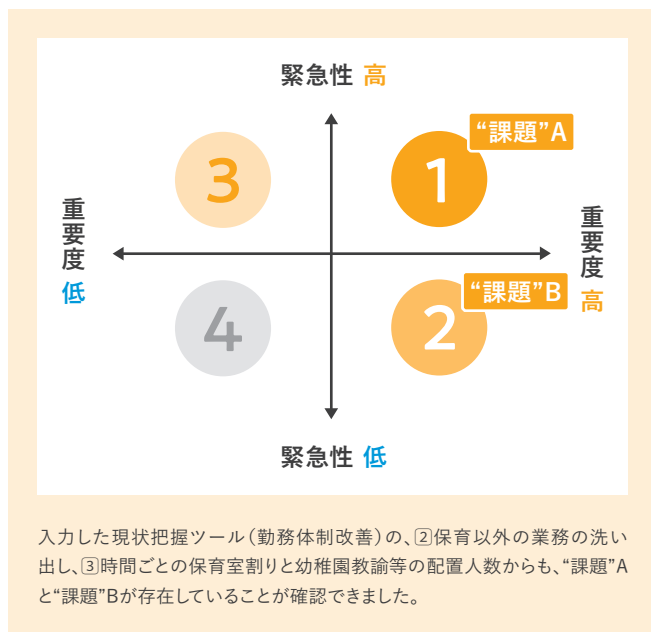 緊急性 高
“課題”A
3
1
重要度 低
重要度 高
“課題”B
4
2
緊急性 低
入力した現状把握ツール(勤務体制改善)の、②保育以外の業務の洗い
出し、③時間ごとの保育室割りと幼稚園教諭等の配置人数からも、“課題”A
と“課題”Bが存在していることが確認できました。